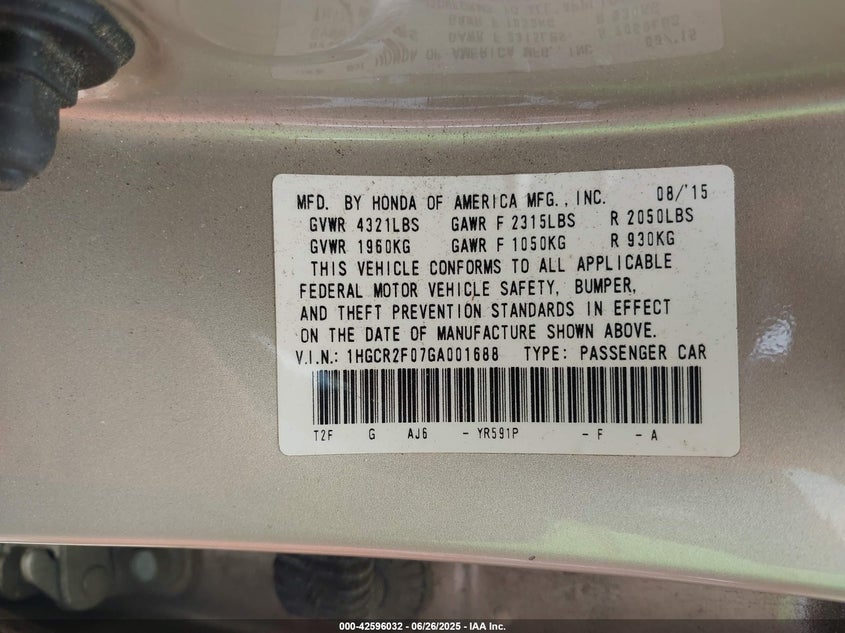 MFD. BY HONDA OF AMERICA MFG., INC. 08/'15
GVWR 4321LBS GAWR F 2315LBS R 2050LBS
GVWR 1960KG GAWR F 1050KG R 930KG
THIS VEHICLE CONFORMS TO ALL APPLICABLE
FEDERAL MOTOR VEHICLE SAFETY, BUMPER,
AND THEFT PREVENTION STANDARDS IN EFFECT
ON THE DATE OF MANUFACTURE SHOWN ABOVE.
V.I.N.: 1HGCR2F07GA001688 TYPE: PASSENGER CAR
T2F G AJ6 - YR591P - F - A
000-42596032 - 06/26/2025 - IAA Inc.